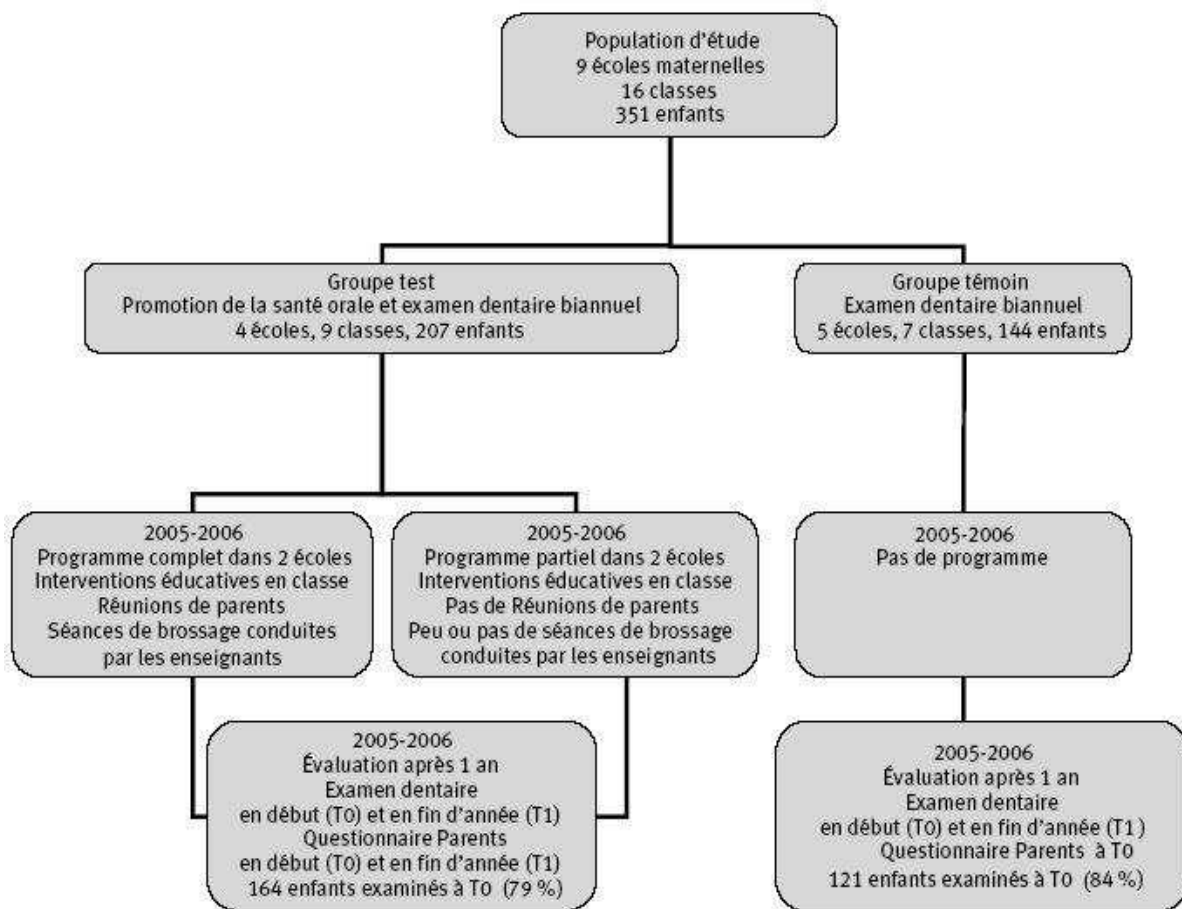 Population d'étude
9 écoles maternelles
16 classes
351 enfants
Groupe test
Promotion de la santé orale et examen dentaire biannuel
4 écoles, 9 classes, 207 enfants
Groupe témoin
Examen dentaire biannuel
5 écoles, 7 classes, 144 enfants
2005-2006
Programme complet dans 2 écoles
Interventions éducatives en classe
Réunions de parents
Séances de brossage conduites
par les enseignants
2005-2006
Programme partiel dans 2 écoles
Interventions éducatives en classe
Pas de Réunions de parents
Peu ou pas de séances de brossage
conduites par les enseignants
2005-2006
Pas de programme
2005-2006
Évaluation après 1 an
Examen dentaire
en début (T0) et en fin d'année (T1)
Questionnaire Parents
en début (T0) et en fin d'année (T1)
164 enfants examinés à T0 (79 %)
2005-2006
Évaluation après 1 an
Examen dentaire
en début (T0) et en fin d'année (T1)
Questionnaire Parents à T0
121 enfants examinés à T0 (84 %)